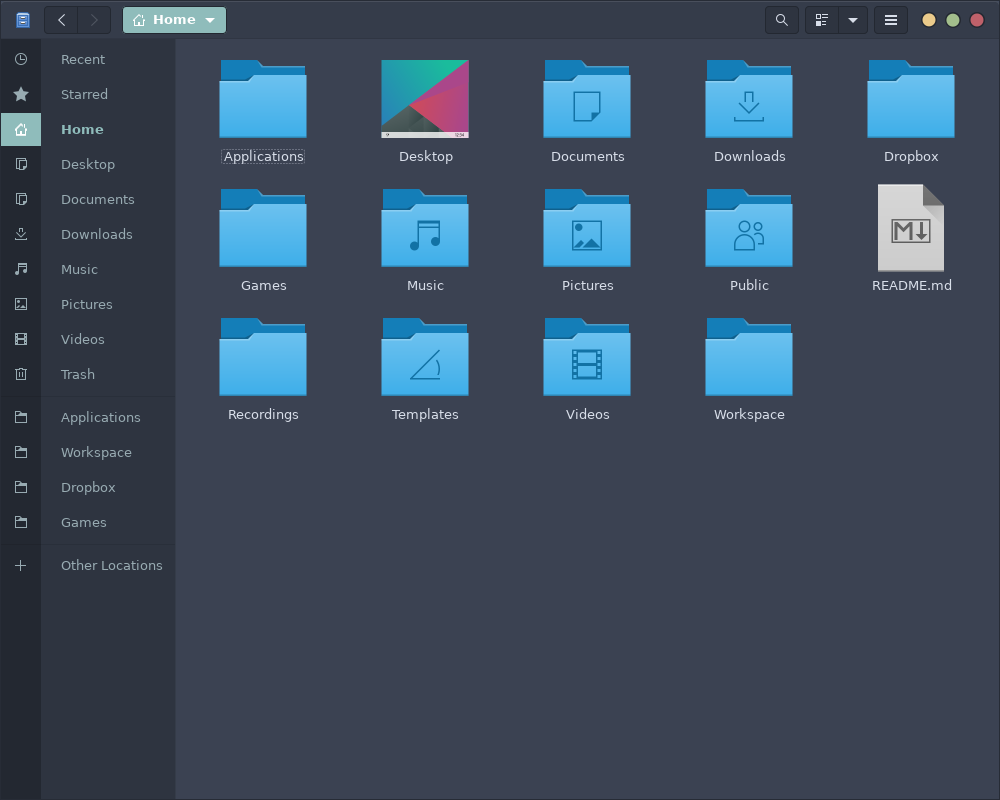 Home
Recent
Starred
Home
Desktop
Documents
Downloads
Music
Pictures
Videos
Trash
Applications
Workspace
Dropbox
Games
Other Locations
Applications
Desktop
Documents
Downloads
Dropbox
Games
Music
Pictures
Public
README.md
Recordings
Templates
Videos
Workspace